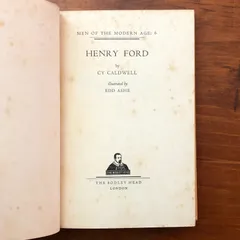 MEN OF THE MODERN AGE: 8
HENRY FORD
by
CY CALDWELL
Illustrated by
THE BODLEY HEAD
LONDON